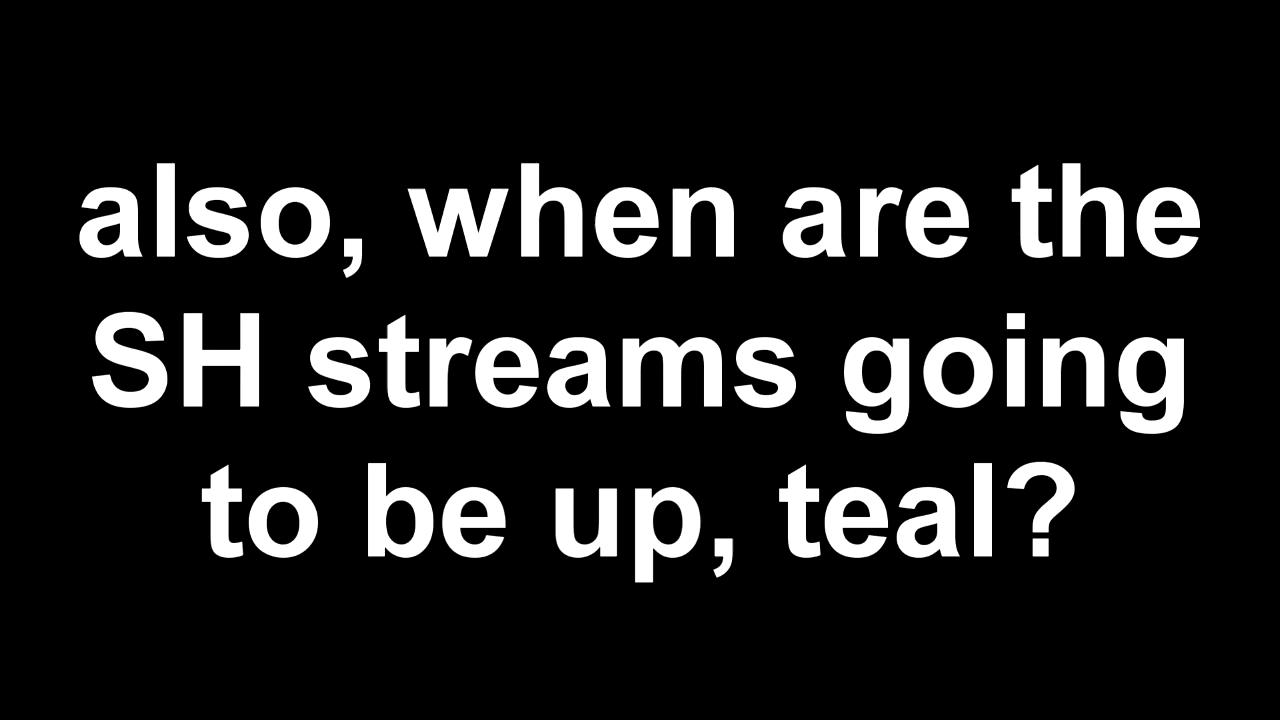 also, when are the
SH streams going
to be up, teal?